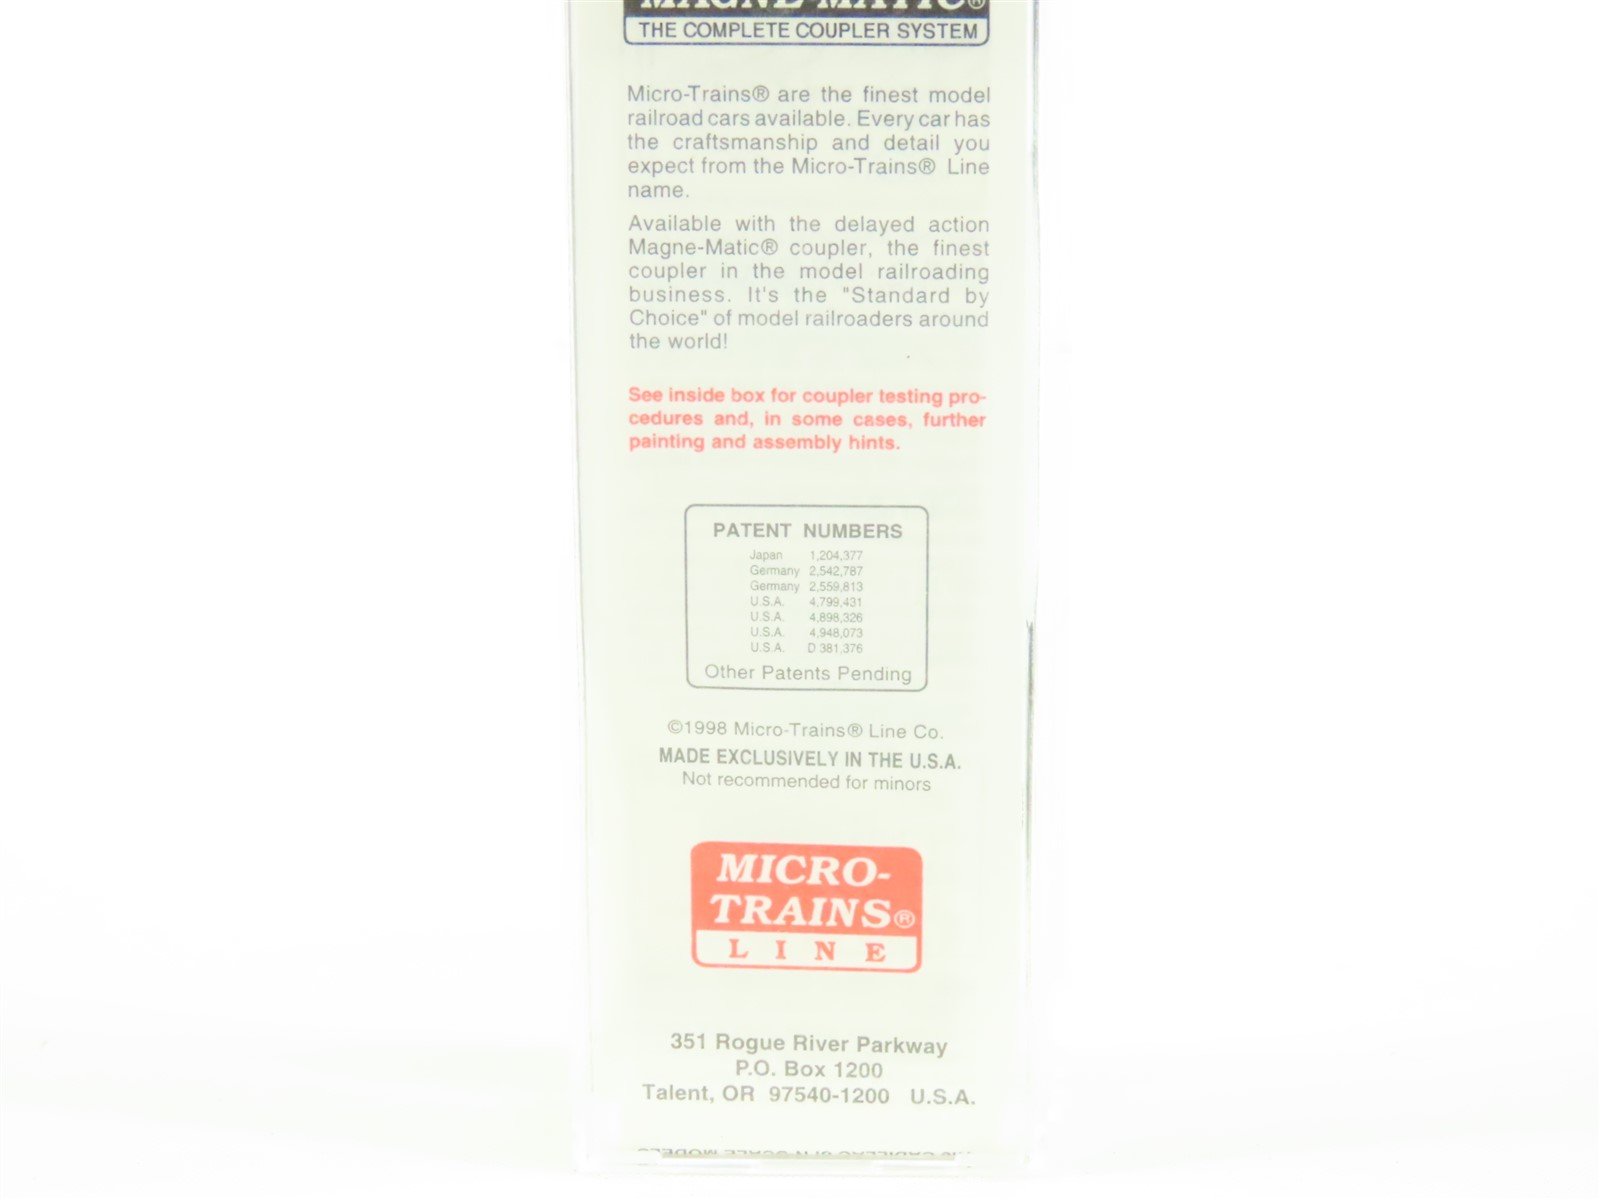 MAGNE-MATIC®
THE COMPLETE COUPLER SYSTEM
Micro-Trains® are the finest model
railroad cars available. Every car has
the craftsmanship and detail you
expect from the Micro-Trains® Line
name.
Available with the delayed action
Magne-Matic® coupler, the finest
coupler in the model railroading
business. It's the "Standard by
Choice" of model railroaders around
the world!
See inside box for coupler testing pro-
cedures and, in some cases, further
painting and assembly hints.
PATENT NUMBERS
Japan 1,204,377
Germany 2,542,787
Germany 2,559,813
U.S.A. 4,799,431
U.S.A. 4,898,326
U.S.A. 4,948,073
U.S.A. D 381,376
Other Patents Pending
©1998 Micro-Trains® Line Co.
MADE EXCLUSIVELY IN THE U.S.A.
Not recommended for minors
MICRO-
TRAINS®
LINE
351 Rogue River Parkway
P.O. Box 1200
Talent, OR 97540-1200 U.S.A.